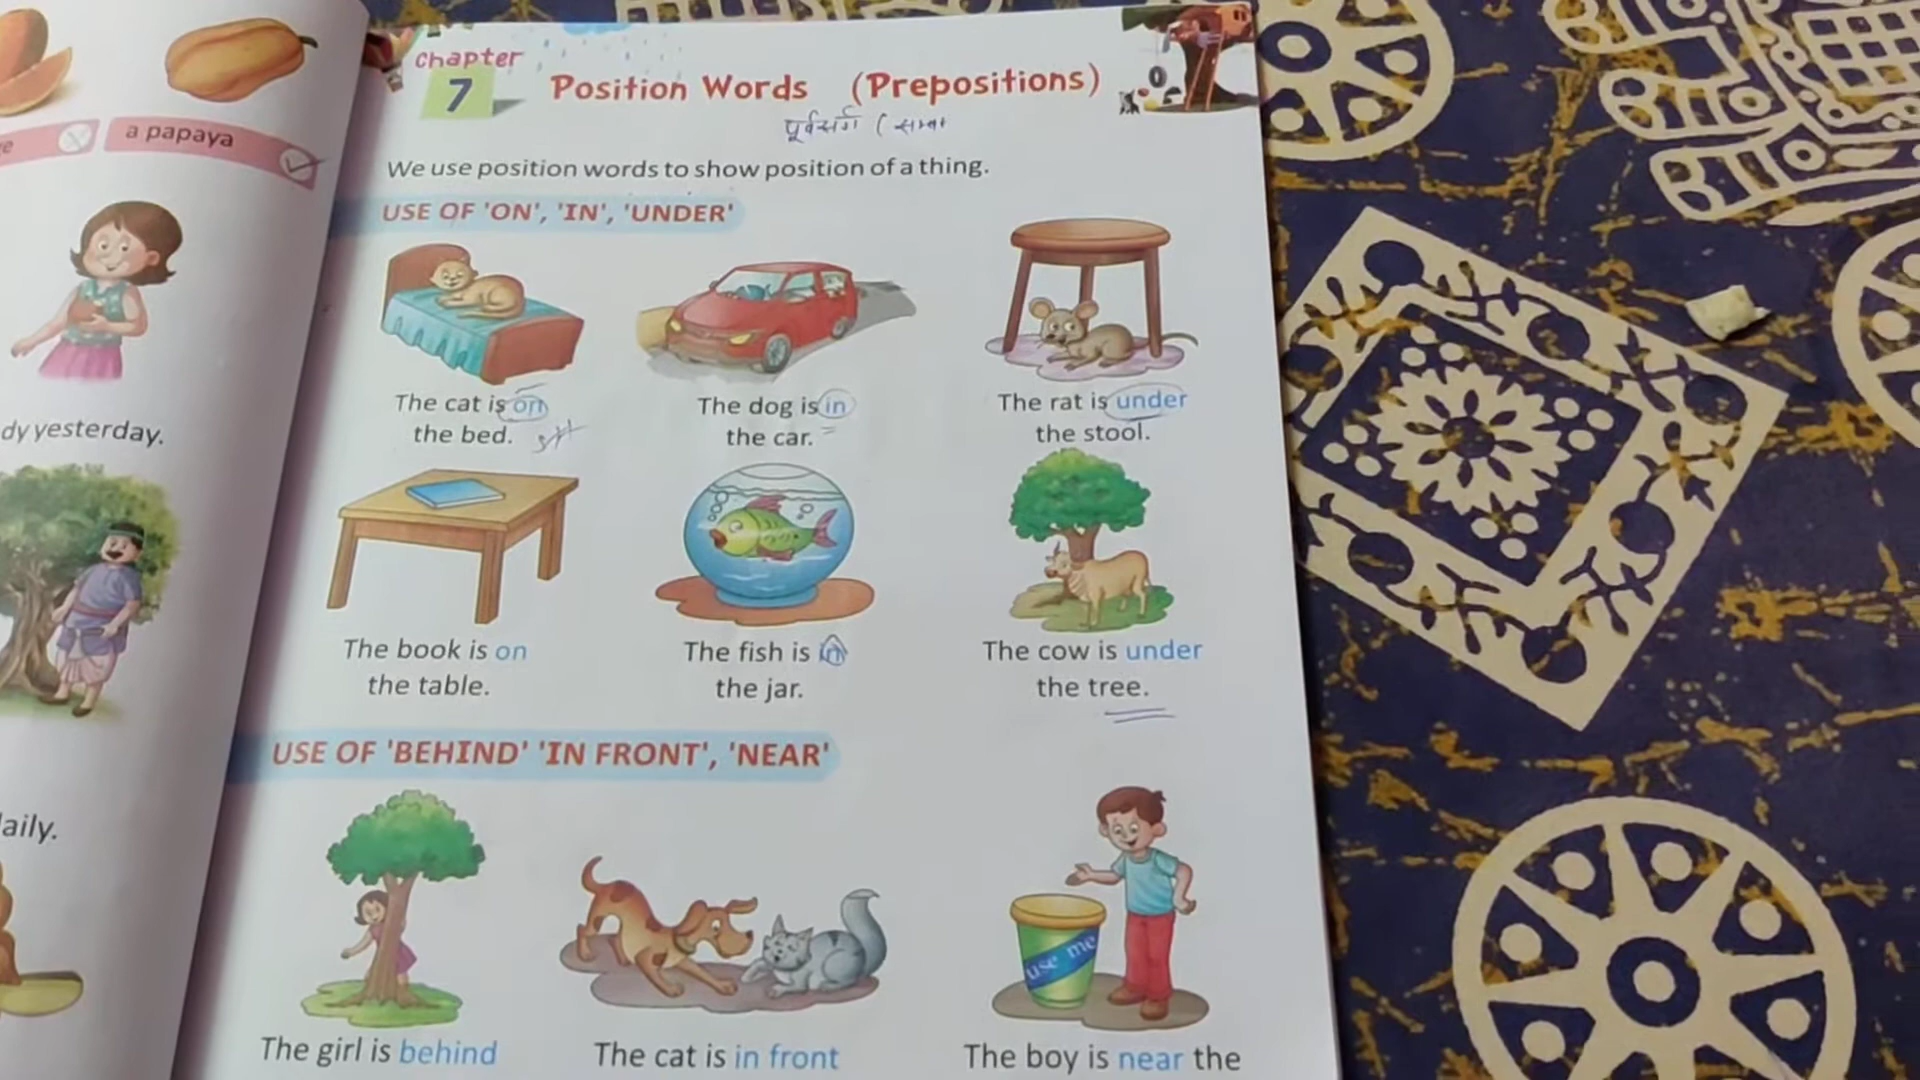 a papaya
dy yesterday.
aily.
Chapter
7
Position Words (Prepositions)
पूर्वसर्ग (
We use position words to show position of a thing.
USE OF 'ON', 'IN', 'UNDER'
The cat is on
the bed.
The dog is in
the car.
The rat is under
the stool.
The book is on
the table.
The fish is in
the jar.
The cow is under
the tree.
USE OF 'BEHIND' 'IN FRONT', 'NEAR'
use me
The girl is behind
The cat is in front
The boy is near the